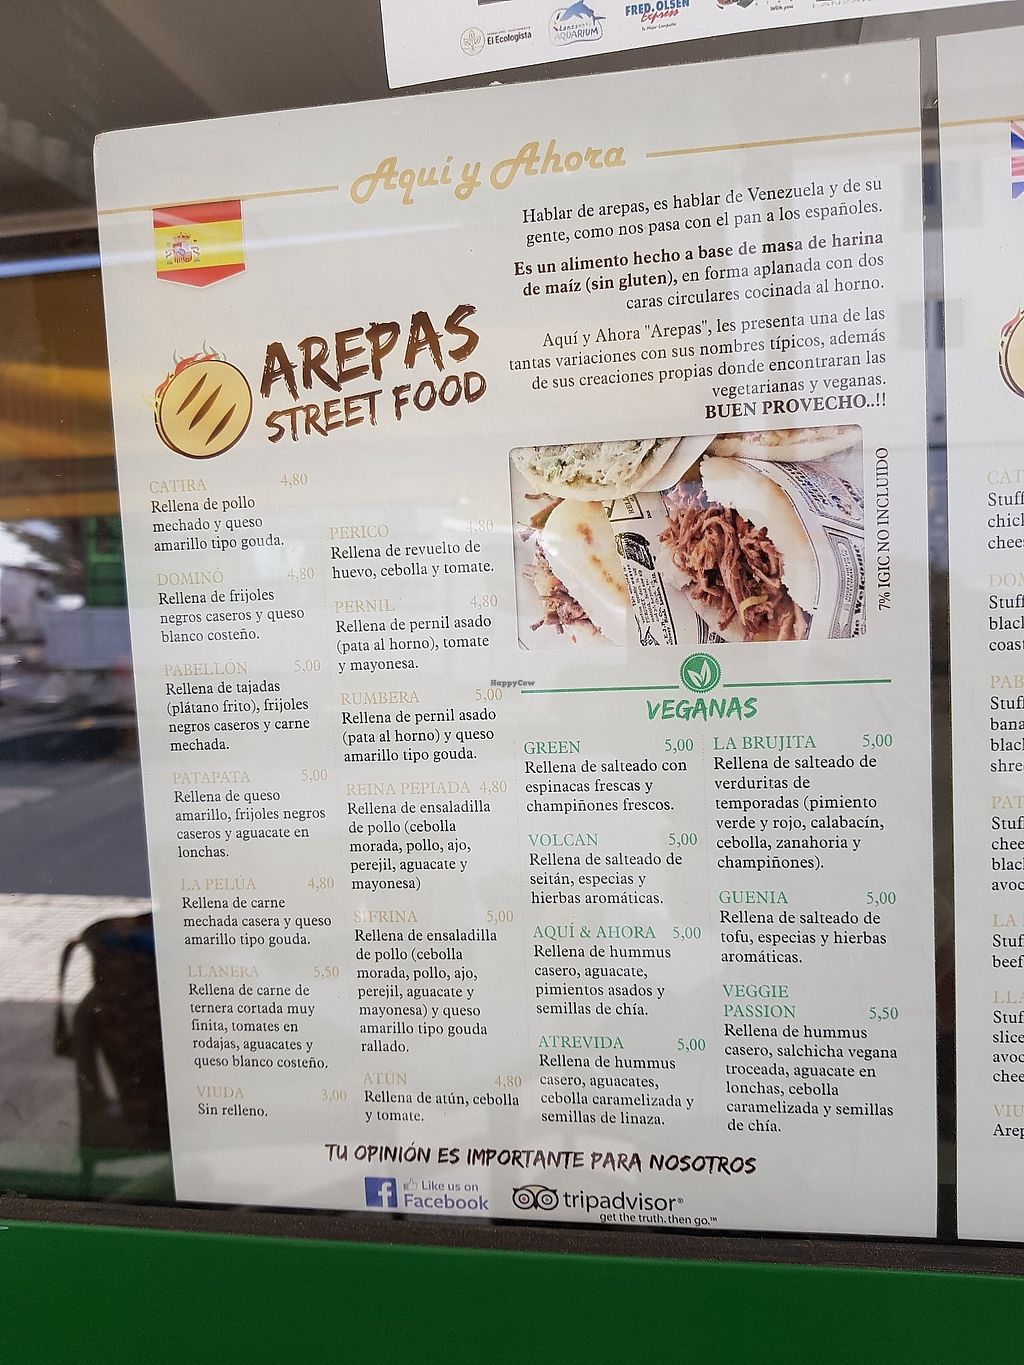 El Ecologista
Lanzarote
AQUARIUM
FRED. OLSEN
Express
Aquí y Ahora
Hablar de arepas, es hablar de Venezuela y de su
gente, como nos pasa con el pan a los españoles.
Es un alimento hecho a base de masa de harina
de maíz (sin gluten), en forma aplanada con dos
caras circulares cocinada al horno.
Aquí y Ahora "Arepas", les presenta una de las
tantas variaciones con sus nombres típicos, además
de sus creaciones propias donde encontraran las
vegetarianas y veganas.
BUEN PROVECHO..!!
AREPAS
STREET FOOD
7% IGIC NO INCLUIDO
CATIRA 4,80
Rellena de pollo
mechado y queso
amarillo tipo gouda.
DOMINÓ 4,80
Rellena de frijoles
negros caseros y queso
blanco costeño.
PABELLÓN 5,00
Rellena de tajadas
(plátano frito), frijoles
negros caseros y carne
mechada.
PATAPATA 5,00
Rellena de queso
amarillo, frijoles negros
caseros y aguacate en
lonchas.
LA PELÚA 4,80
Rellena de carne
mechada casera y queso
amarillo tipo gouda.
LLANERA 5,50
Rellena de carne de
ternera cortada muy
finita, tomates en
rodajas, aguacates y
queso blanco costeño.
VIUDA 3,00
Sin relleno.
PERICO 4,80
Rellena de revuelto de
huevo, cebolla y tomate.
PERNIL 4,80
Rellena de pernil asado
(pata al horno), tomate
y mayonesa.
RUMBERA 5,00
Rellena de pernil asado
(pata al horno) y queso
amarillo tipo gouda.
REINA PEPIADA 4,80
Rellena de ensaladilla
de pollo (cebolla
morada, pollo, ajo,
perejil, aguacate y
mayonesa)
SIFRINA 5,00
Rellena de ensaladilla
de pollo (cebolla
morada, pollo, ajo,
perejil, aguacate y
mayonesa) y queso
amarillo tipo gouda
rallado.
ATÚN 4,80
Rellena de atún, cebolla
y tomate.
HappyCow
VEGANAS
GREEN 5,00
Rellena de salteado con
espinacas frescas y
champiñones frescos.
VOLCAN 5,00
Rellena de salteado de
seitán, especias y
hierbas aromáticas.
AQUÍ & AHORA 5,00
Rellena de hummus
casero, aguacate,
pimientos asados y
semillas de chía.
ATREVIDA 5,00
Rellena de hummus
casero, aguacates,
cebolla caramelizada y
semillas de linaza.
LA BRUJITA 5,00
Rellena de salteado de
verduritas de
temporadas (pimiento
verde y rojo, calabacín,
cebolla, zanahoria y
champiñones).
GUENIA 5,00
Rellena de salteado de
tofu, especias y hierbas
aromáticas.
VEGGIE
PASSION 5,50
Rellena de hummus
casero, salchicha vegana
troceada, aguacate en
lonchas, cebolla
caramelizada y semillas
de chía.
TU OPINIÓN ES IMPORTANTE PARA NOSOTROS
Like us on
Facebook
tripadvisor®
get the truth. then go.™